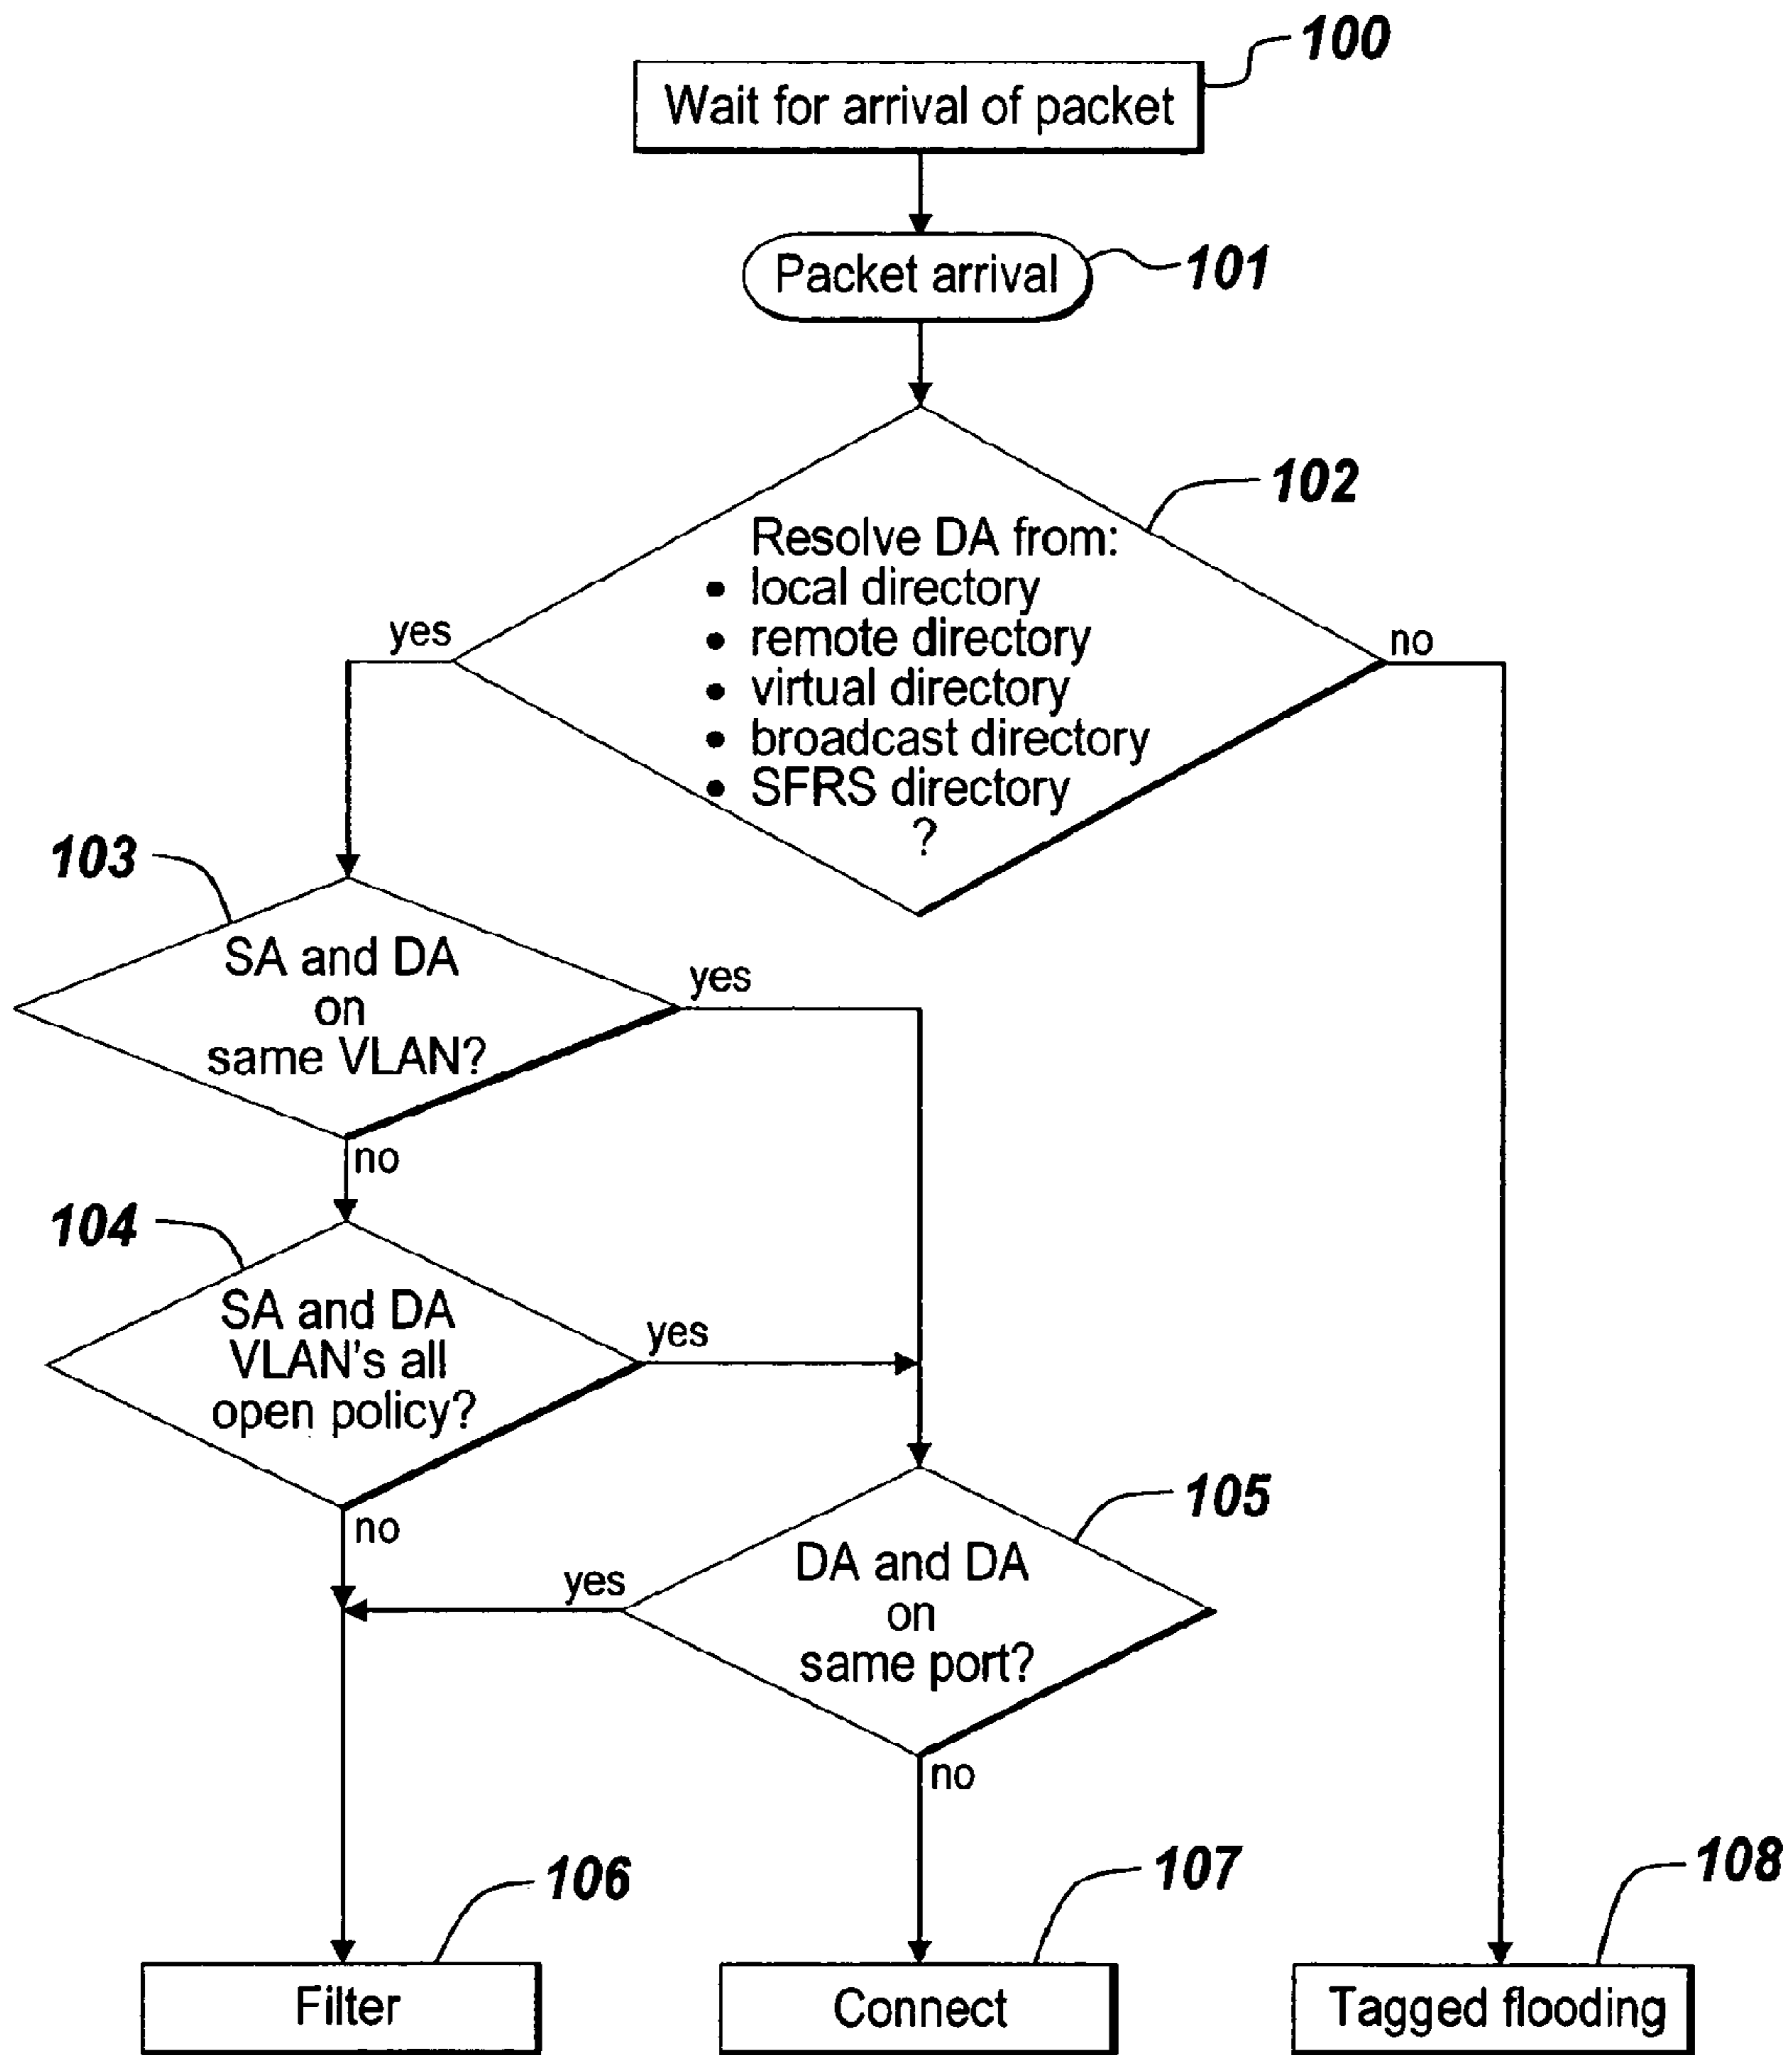 100
Wait for arrival of packet
Packet arrival
101
102
Resolve DA from:
• local directory
• remote directory
• virtual directory
• broadcast directory
• SFRS directory
?
yes
no
103
SA and DA
on
same VLAN?
yes
no
104
SA and DA
VLAN's all
open policy?
yes
no
105
DA and DA
on
same port?
yes
no
106
107
108
Filter
Connect
Tagged flooding